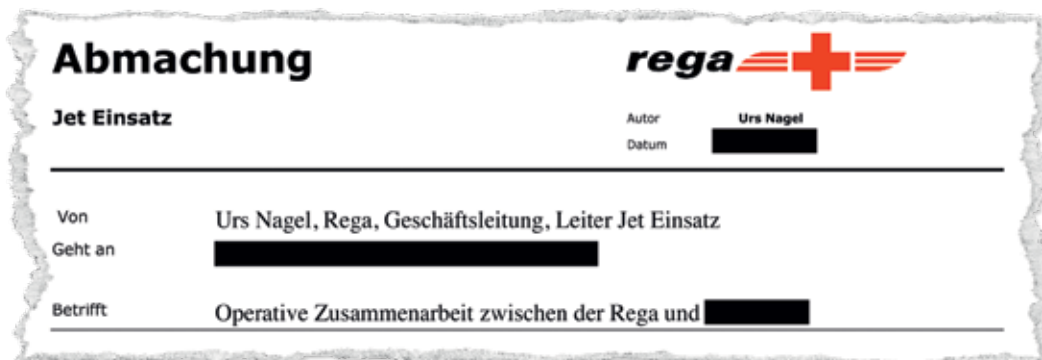 Abmachung
rega
Jet Einsatz
Autor Urs Nagel
Datum
Von Urs Nagel, Rega, Geschäftsleitung, Leiter Jet Einsatz
Geht an
Betrifft Operative Zusammenarbeit zwischen der Rega und